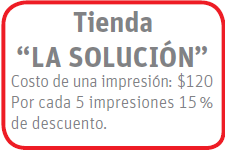 Tienda
“LA SOLUCIÓN”
Costo de una impresión: $120
Por cada 5 impresiones 15 %
de descuento.